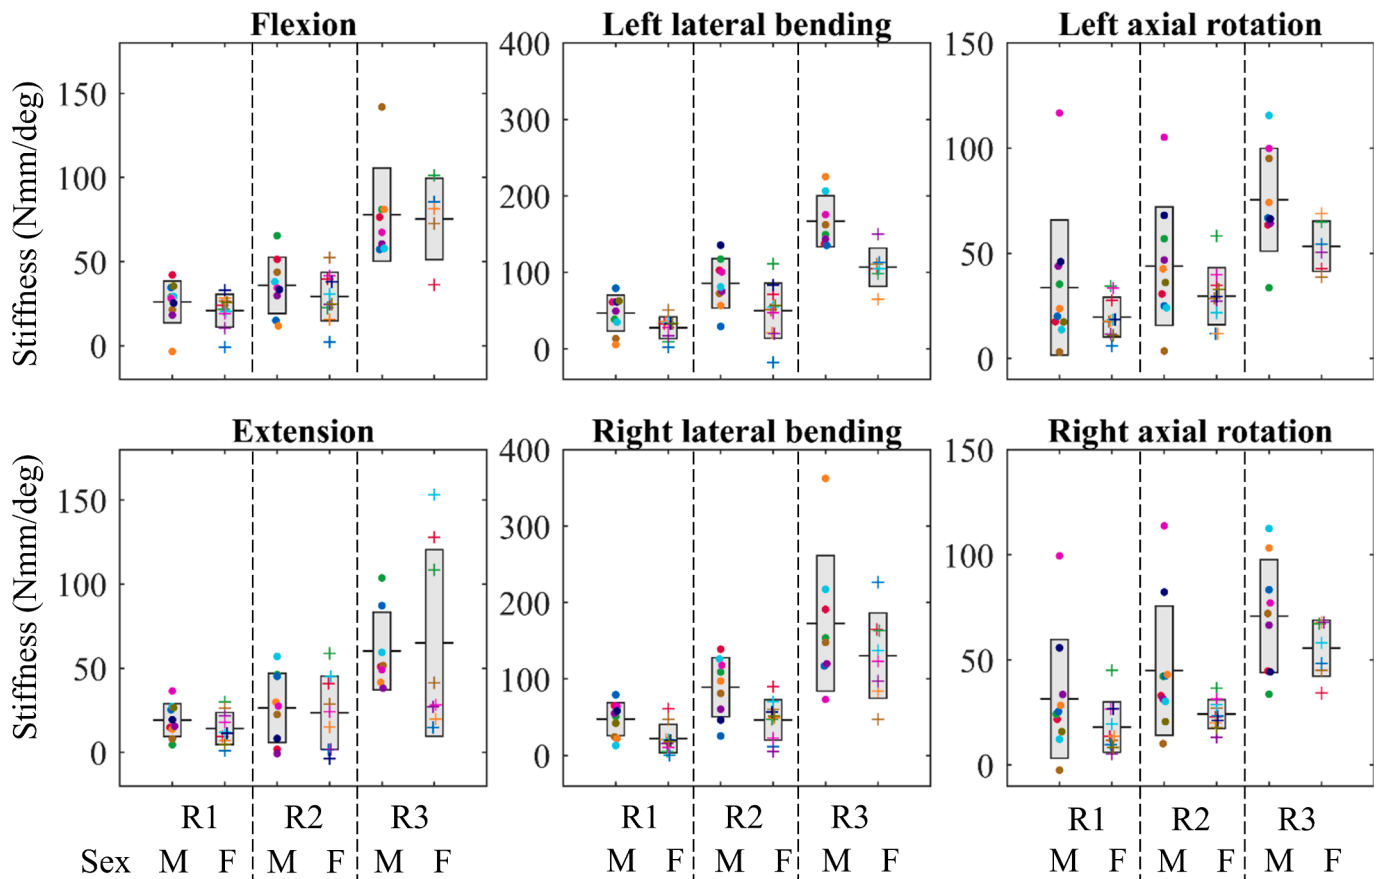 Flexion
Left lateral bending
Left axial rotation
Stiffness (Nmm/deg)
150
100
50
0
400
300
200
100
0
150
100
50
0
Extension
Right lateral bending
Right axial rotation
Stiffness (Nmm/deg)
150
100
50
0
400
300
200
100
0
150
100
50
0
R1 R2 R3 R1 R2 R3 R1 R2 R3
Sex M F M F M F M F M F M F M F M F M F